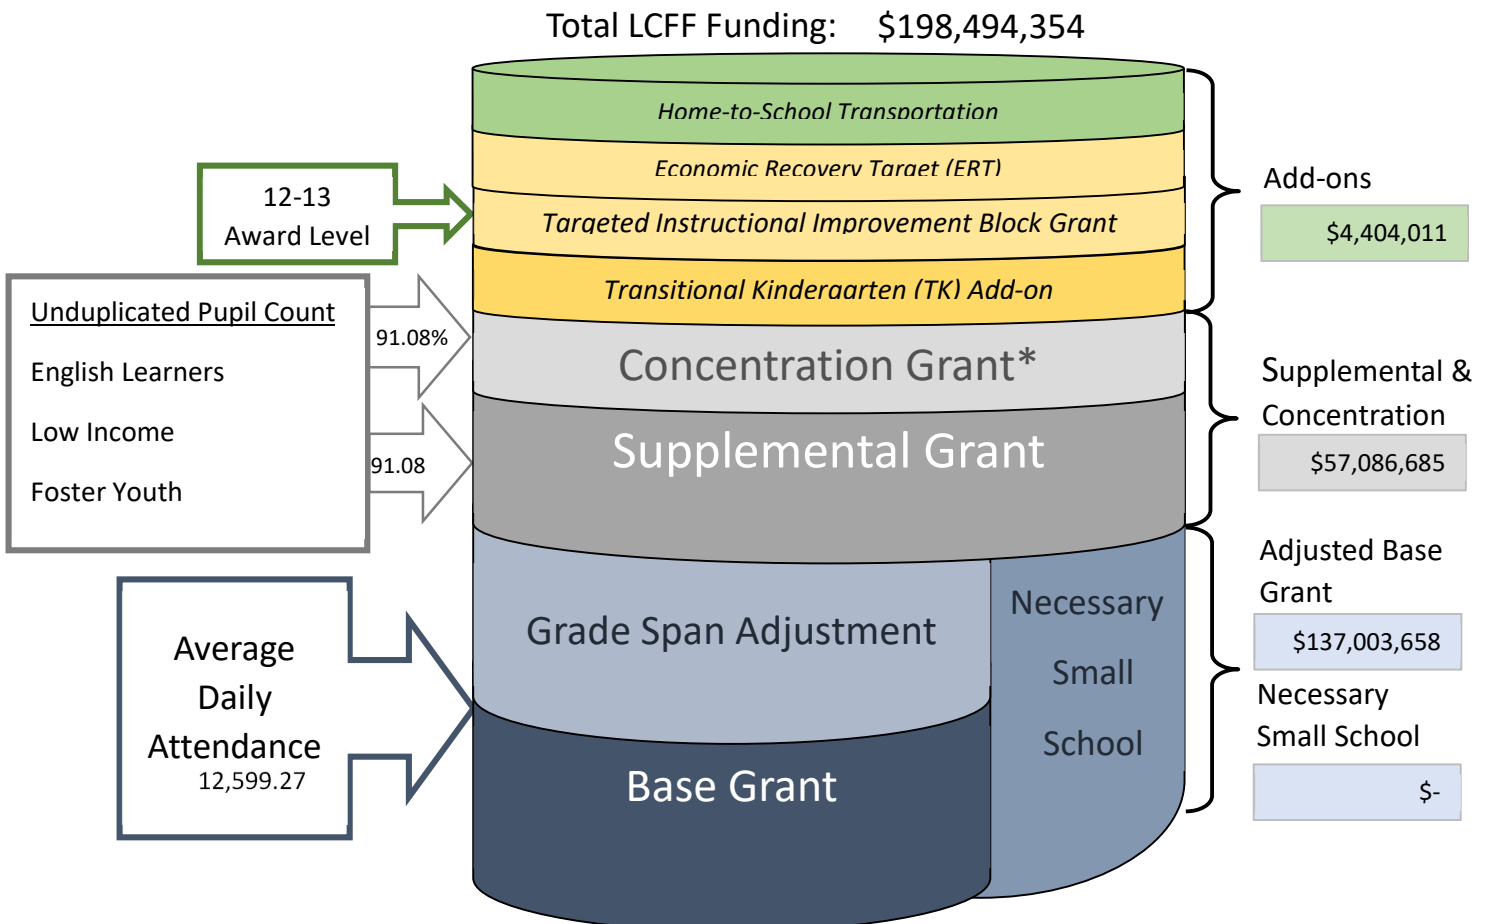 Total LCFF Funding: $198,494,354
Home-to-School Transportation
Economic Recovery Target (ERT)
Targeted Instructional Improvement Block Grant
Transitional Kindergarten (TK) Add-on
Concentration Grant*
Supplemental Grant
Grade Span Adjustment
Base Grant
Necessary
Small
School
12-13
Award Level
Unduplicated Pupil Count
English Learners
Low Income
Foster Youth
91.08%
91.08
Average
Daily
Attendance
12,599.27
Add-ons
$4,404,011
Supplemental &
Concentration
$57,086,685
Adjusted Base
Grant
$137,003,658
Necessary
Small School
$-